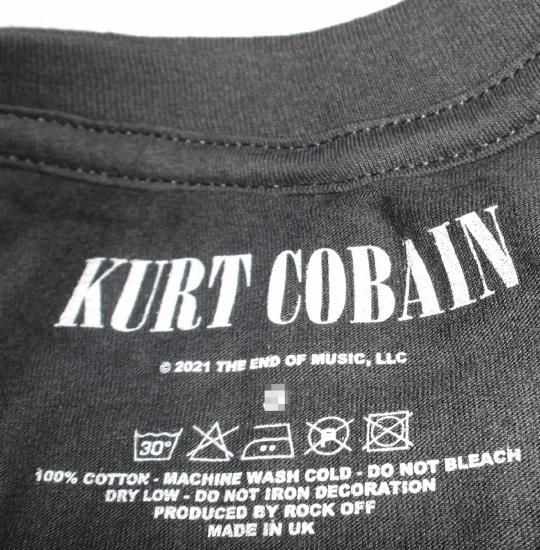 KURT COBAIN
© 2021 THE END OF MUSIC, LLC
30°
100% COTTON - MACHINE WASH COLD - DO NOT BLEACH
DRY LOW - DO NOT IRON DECORATION
PRODUCED BY ROCK OFF
MADE IN UK